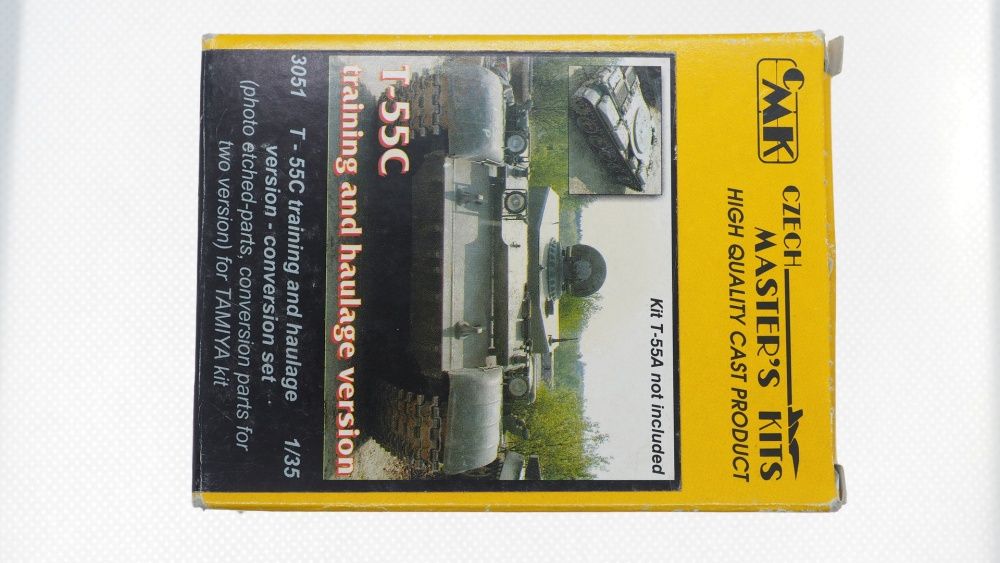 CMK
CZECH
MASTER'S KITS
HIGH QUALITY CAST PRODUCT
Kit T-55A not included
T-55C
training and haulage version
3051 T - 55C training and haulage 1/35
version - conversion set
(photo etched-parts, conversion parts for
two version) for TAMIYA kit